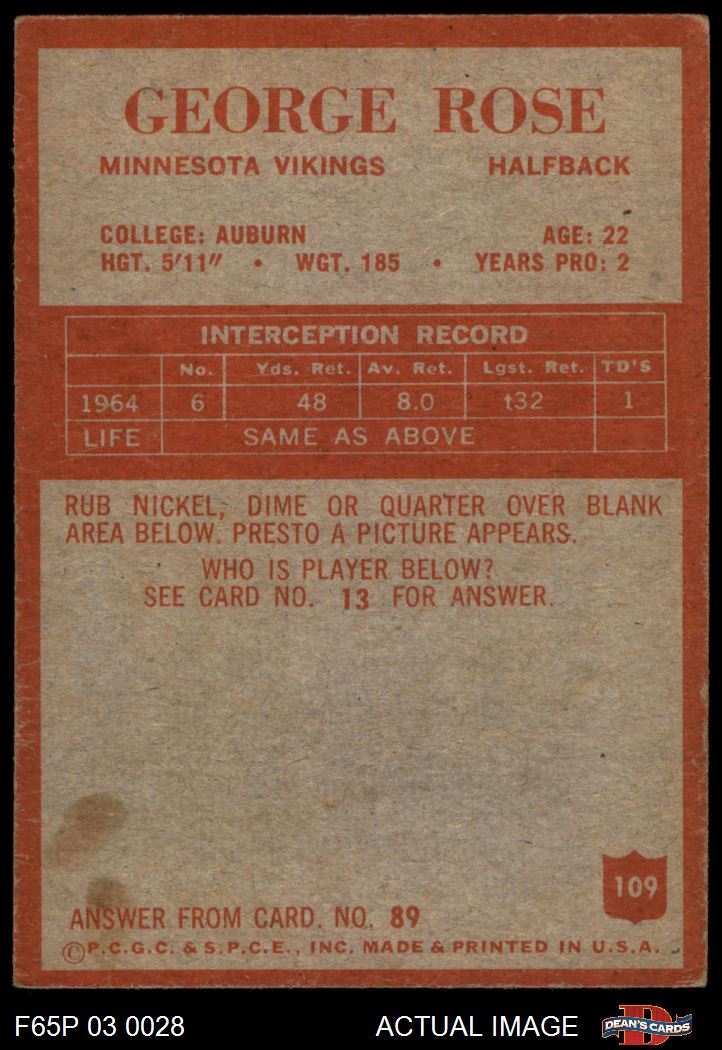 GEORGE ROSE
MINNESOTA VIKINGS HALFBACK
COLLEGE: AUBURN AGE: 22
HGT. 5'11" • WGT. 185 • YEARS PRO: 2
INTERCEPTION RECORD
No. Yds. Ret. Av. Ret. Lgst. Ret. TD'S
1964 6 48 8.0 t32 1
LIFE SAME AS ABOVE
RUB NICKEL, DIME OR QUARTER OVER BLANK
AREA BELOW. PRESTO A PICTURE APPEARS.
WHO IS PLAYER BELOW?
SEE CARD NO. 13 FOR ANSWER.
109
ANSWER FROM CARD. NO. 89
©P.C.G.C. & S.P.C.E., INC. MADE & PRINTED IN U.S.A.
F65P 03 0028 ACTUAL IMAGE D DEAN'S CARDS